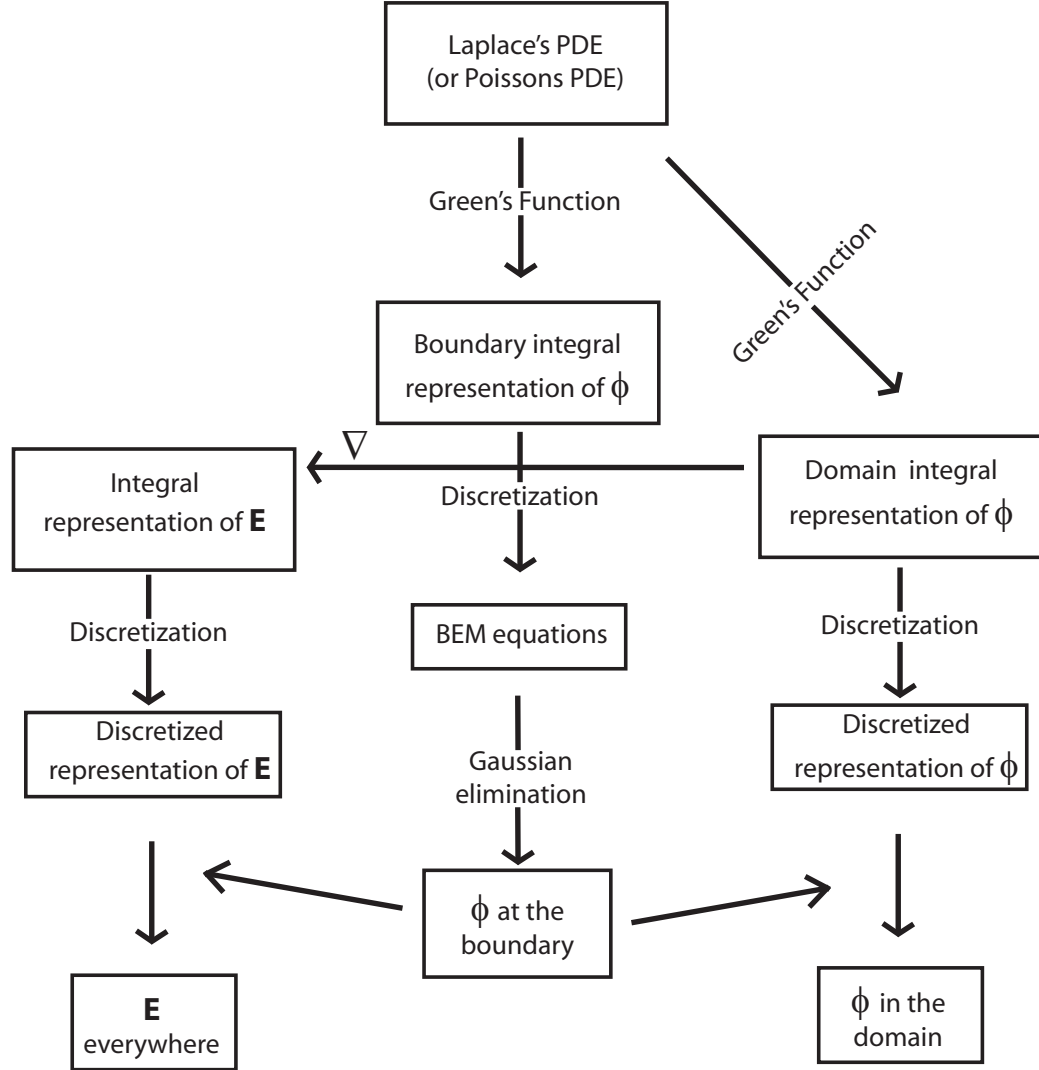 Laplace's PDE
(or Poissons PDE)
Green's Function
Green's Function
Boundary integral
representation of ϕ
∇
Integral
representation of E
Discretization
Domain integral
representation of ϕ
Discretization
BEM equations
Discretization
Discretized
representation of E
Gaussian
elimination
Discretized
representation of ϕ
ϕ at the
boundary
E
everywhere
ϕ in the
domain